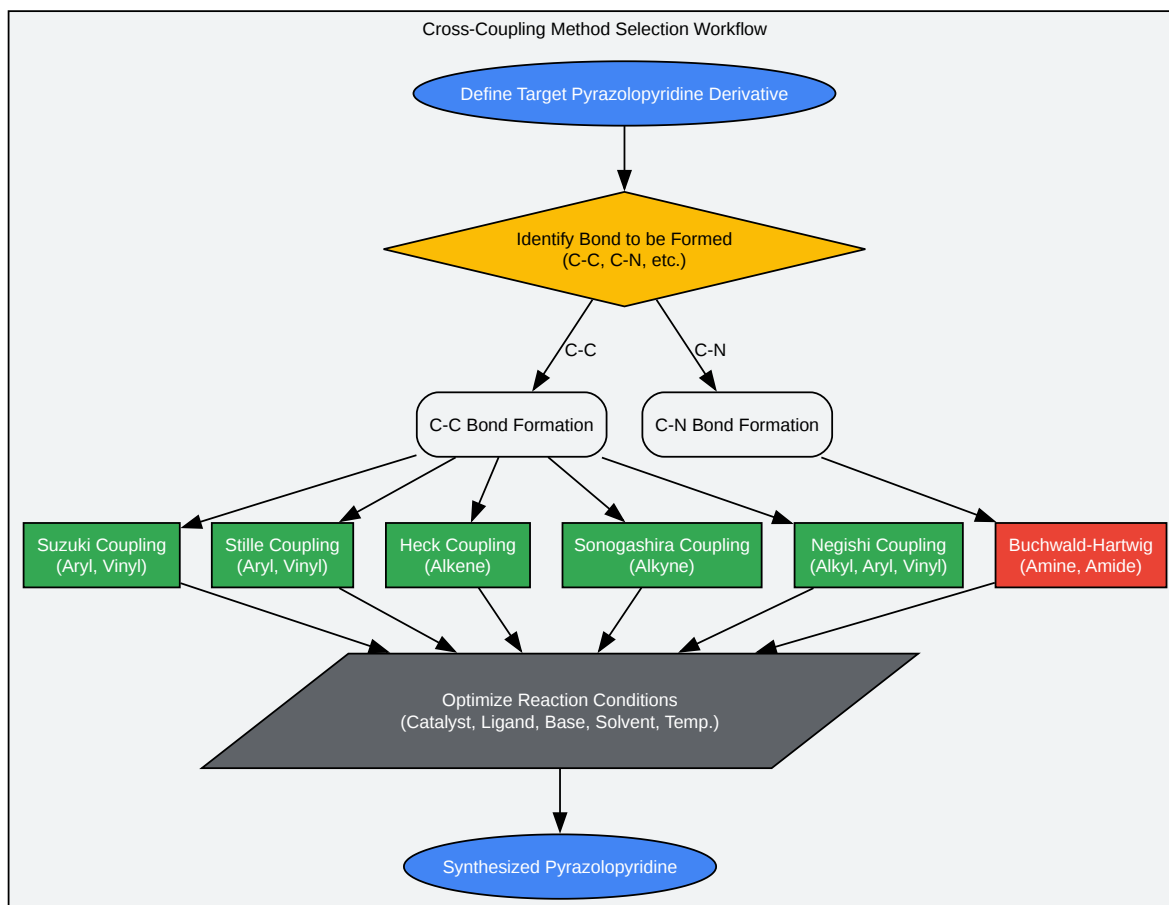 Cross-Coupling Method Selection Workflow
Define Target Pyrazolopyridine Derivative
Identify Bond to be Formed
(C-C, C-N, etc.)
C-C
C-N
C-C Bond Formation
C-N Bond Formation
Suzuki Coupling
(Aryl, Vinyl)
Stille Coupling
(Aryl, Vinyl)
Heck Coupling
(Alkene)
Sonogashira Coupling
(Alkyne)
Negishi Coupling
(Alkyl, Aryl, Vinyl)
Buchwald-Hartwig
(Amine, Amide)
Optimize Reaction Conditions
(Catalyst, Ligand, Base, Solvent, Temp.)
Synthesized Pyrazolopyridine